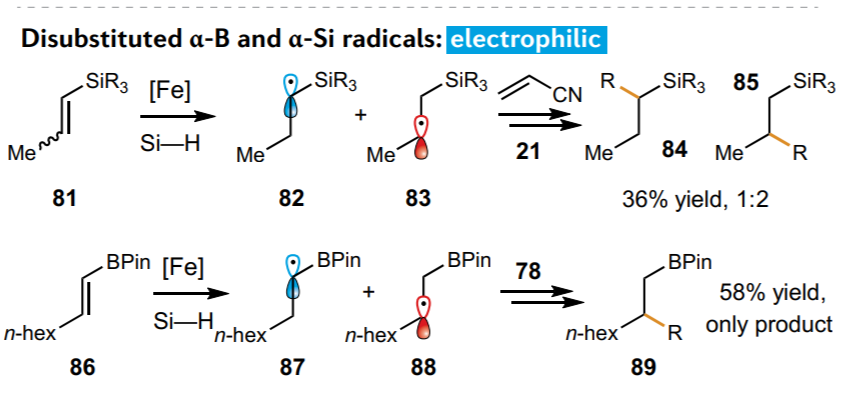 Disubstituted α-B and α-Si radicals: electrophilic
SiR3 [Fe] SiR3 SiR3 CN R SiR3 85 SiR3
Si—H + 21
Me Me Me Me 84 Me R
81 82 83 36% yield, 1:2
BPin [Fe] BPin BPin 78 BPin
Si—H + 58% yield,
n-hex n-hex n-hex n-hex R only product
86 87 88 89